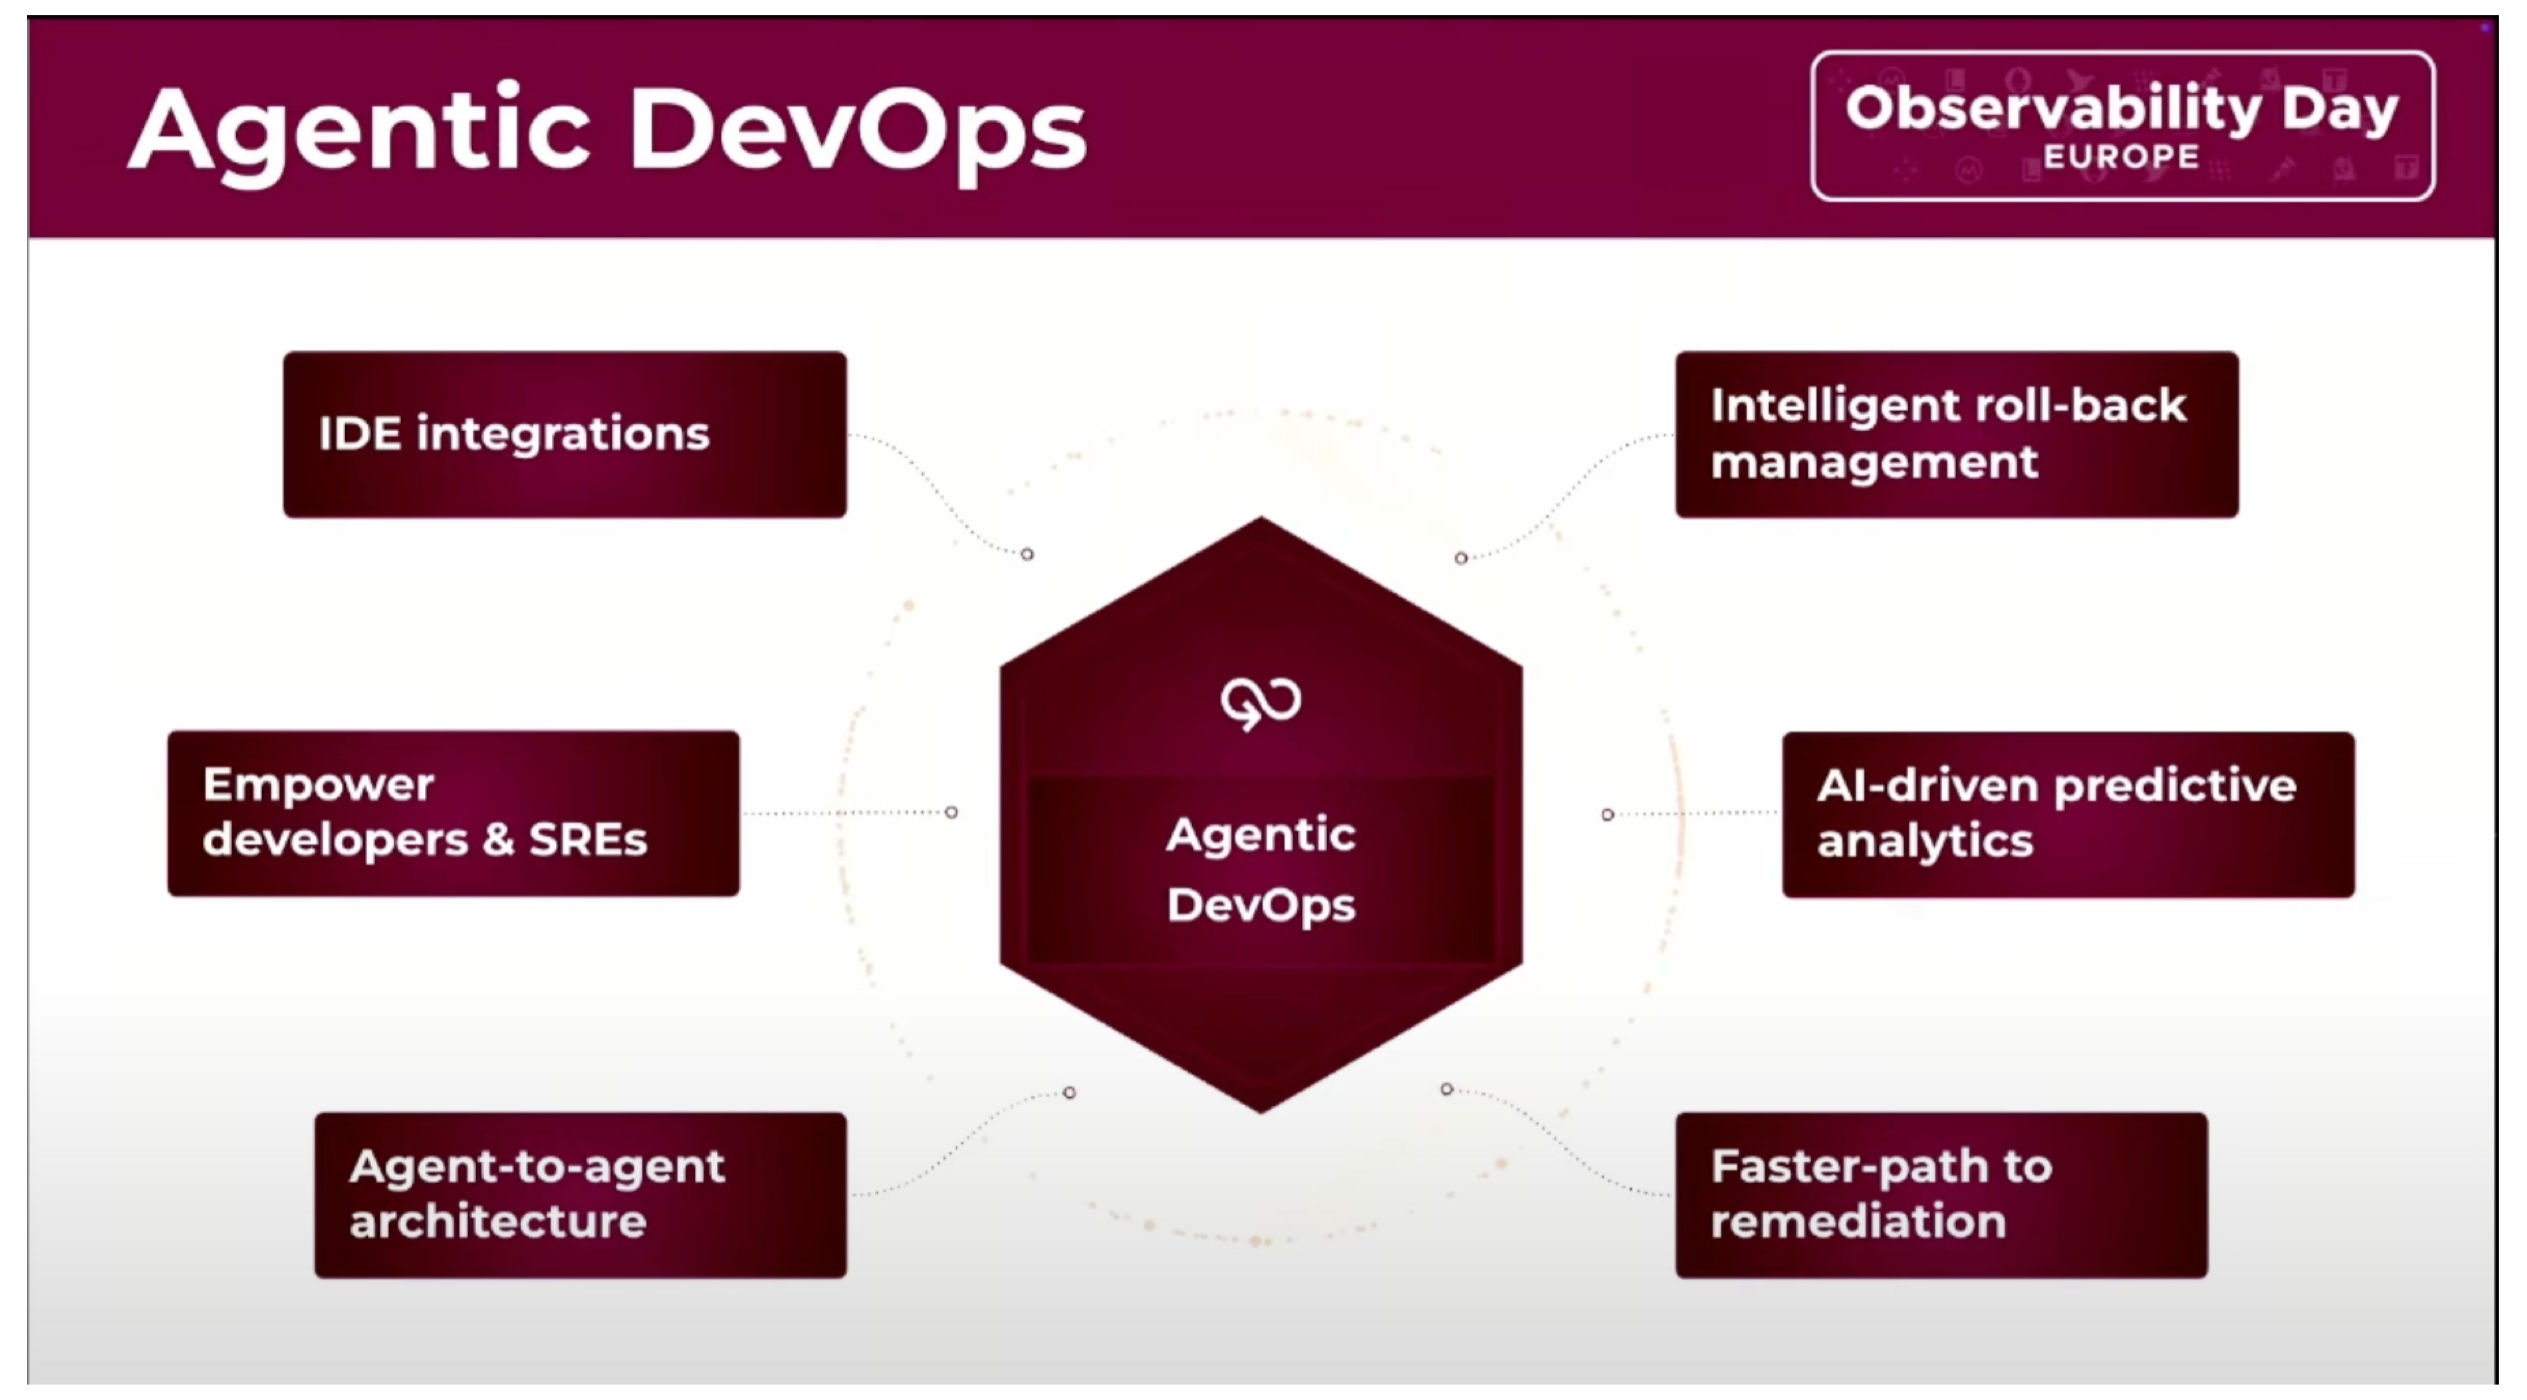 Agentic DevOps
Observability Day
EUROPE
IDE integrations
Intelligent roll-back
management
Empower
developers & SREs
Agentic
DevOps
AI-driven predictive
analytics
Agent-to-agent
architecture
Faster-path to
remediation